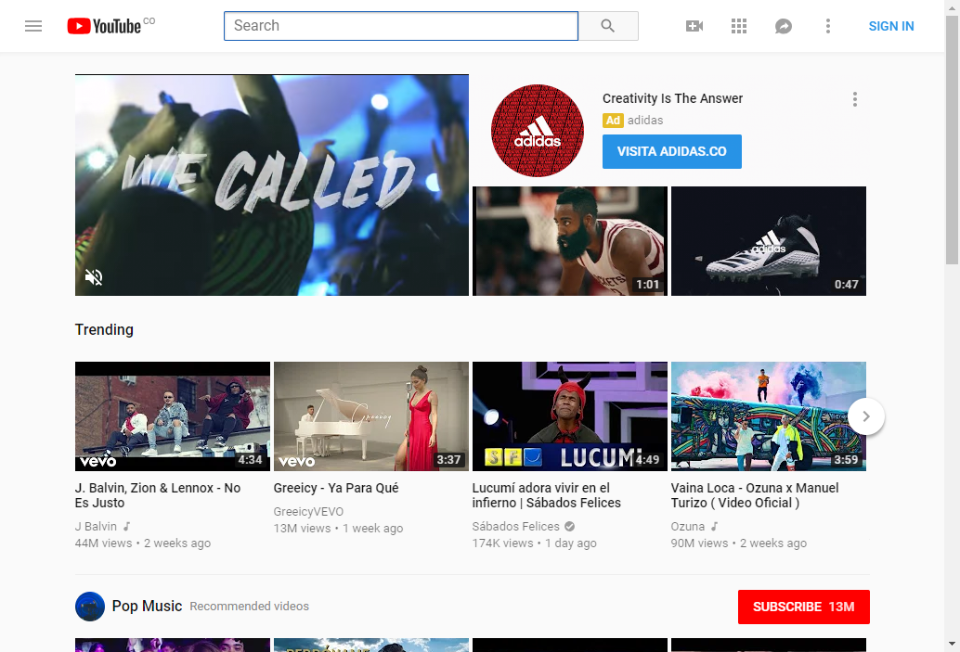 YouTube CO
Search
SIGN IN
WE CALLED
Creativity Is The Answer
Ad adidas
VISITA ADIDAS.CO
adidas
1:01
adidas
0:47
Trending
vevo 4:34
Greeicy
vevo 3:37
SF LUCUMÍ 4:49
3:59
J. Balvin, Zion & Lennox - No
Es Justo
J Balvin
44M views • 2 weeks ago
Greeicy - Ya Para Qué
GreeicyVEVO
13M views • 1 week ago
Lucumí adora vivir en el
infierno | Sábados Felices
Sábados Felices
174K views • 1 day ago
Vaina Loca - Ozuna x Manuel
Turizo ( Video Oficial )
Ozuna
90M views • 2 weeks ago
Pop Music Recommended videos
SUBSCRIBE 13M